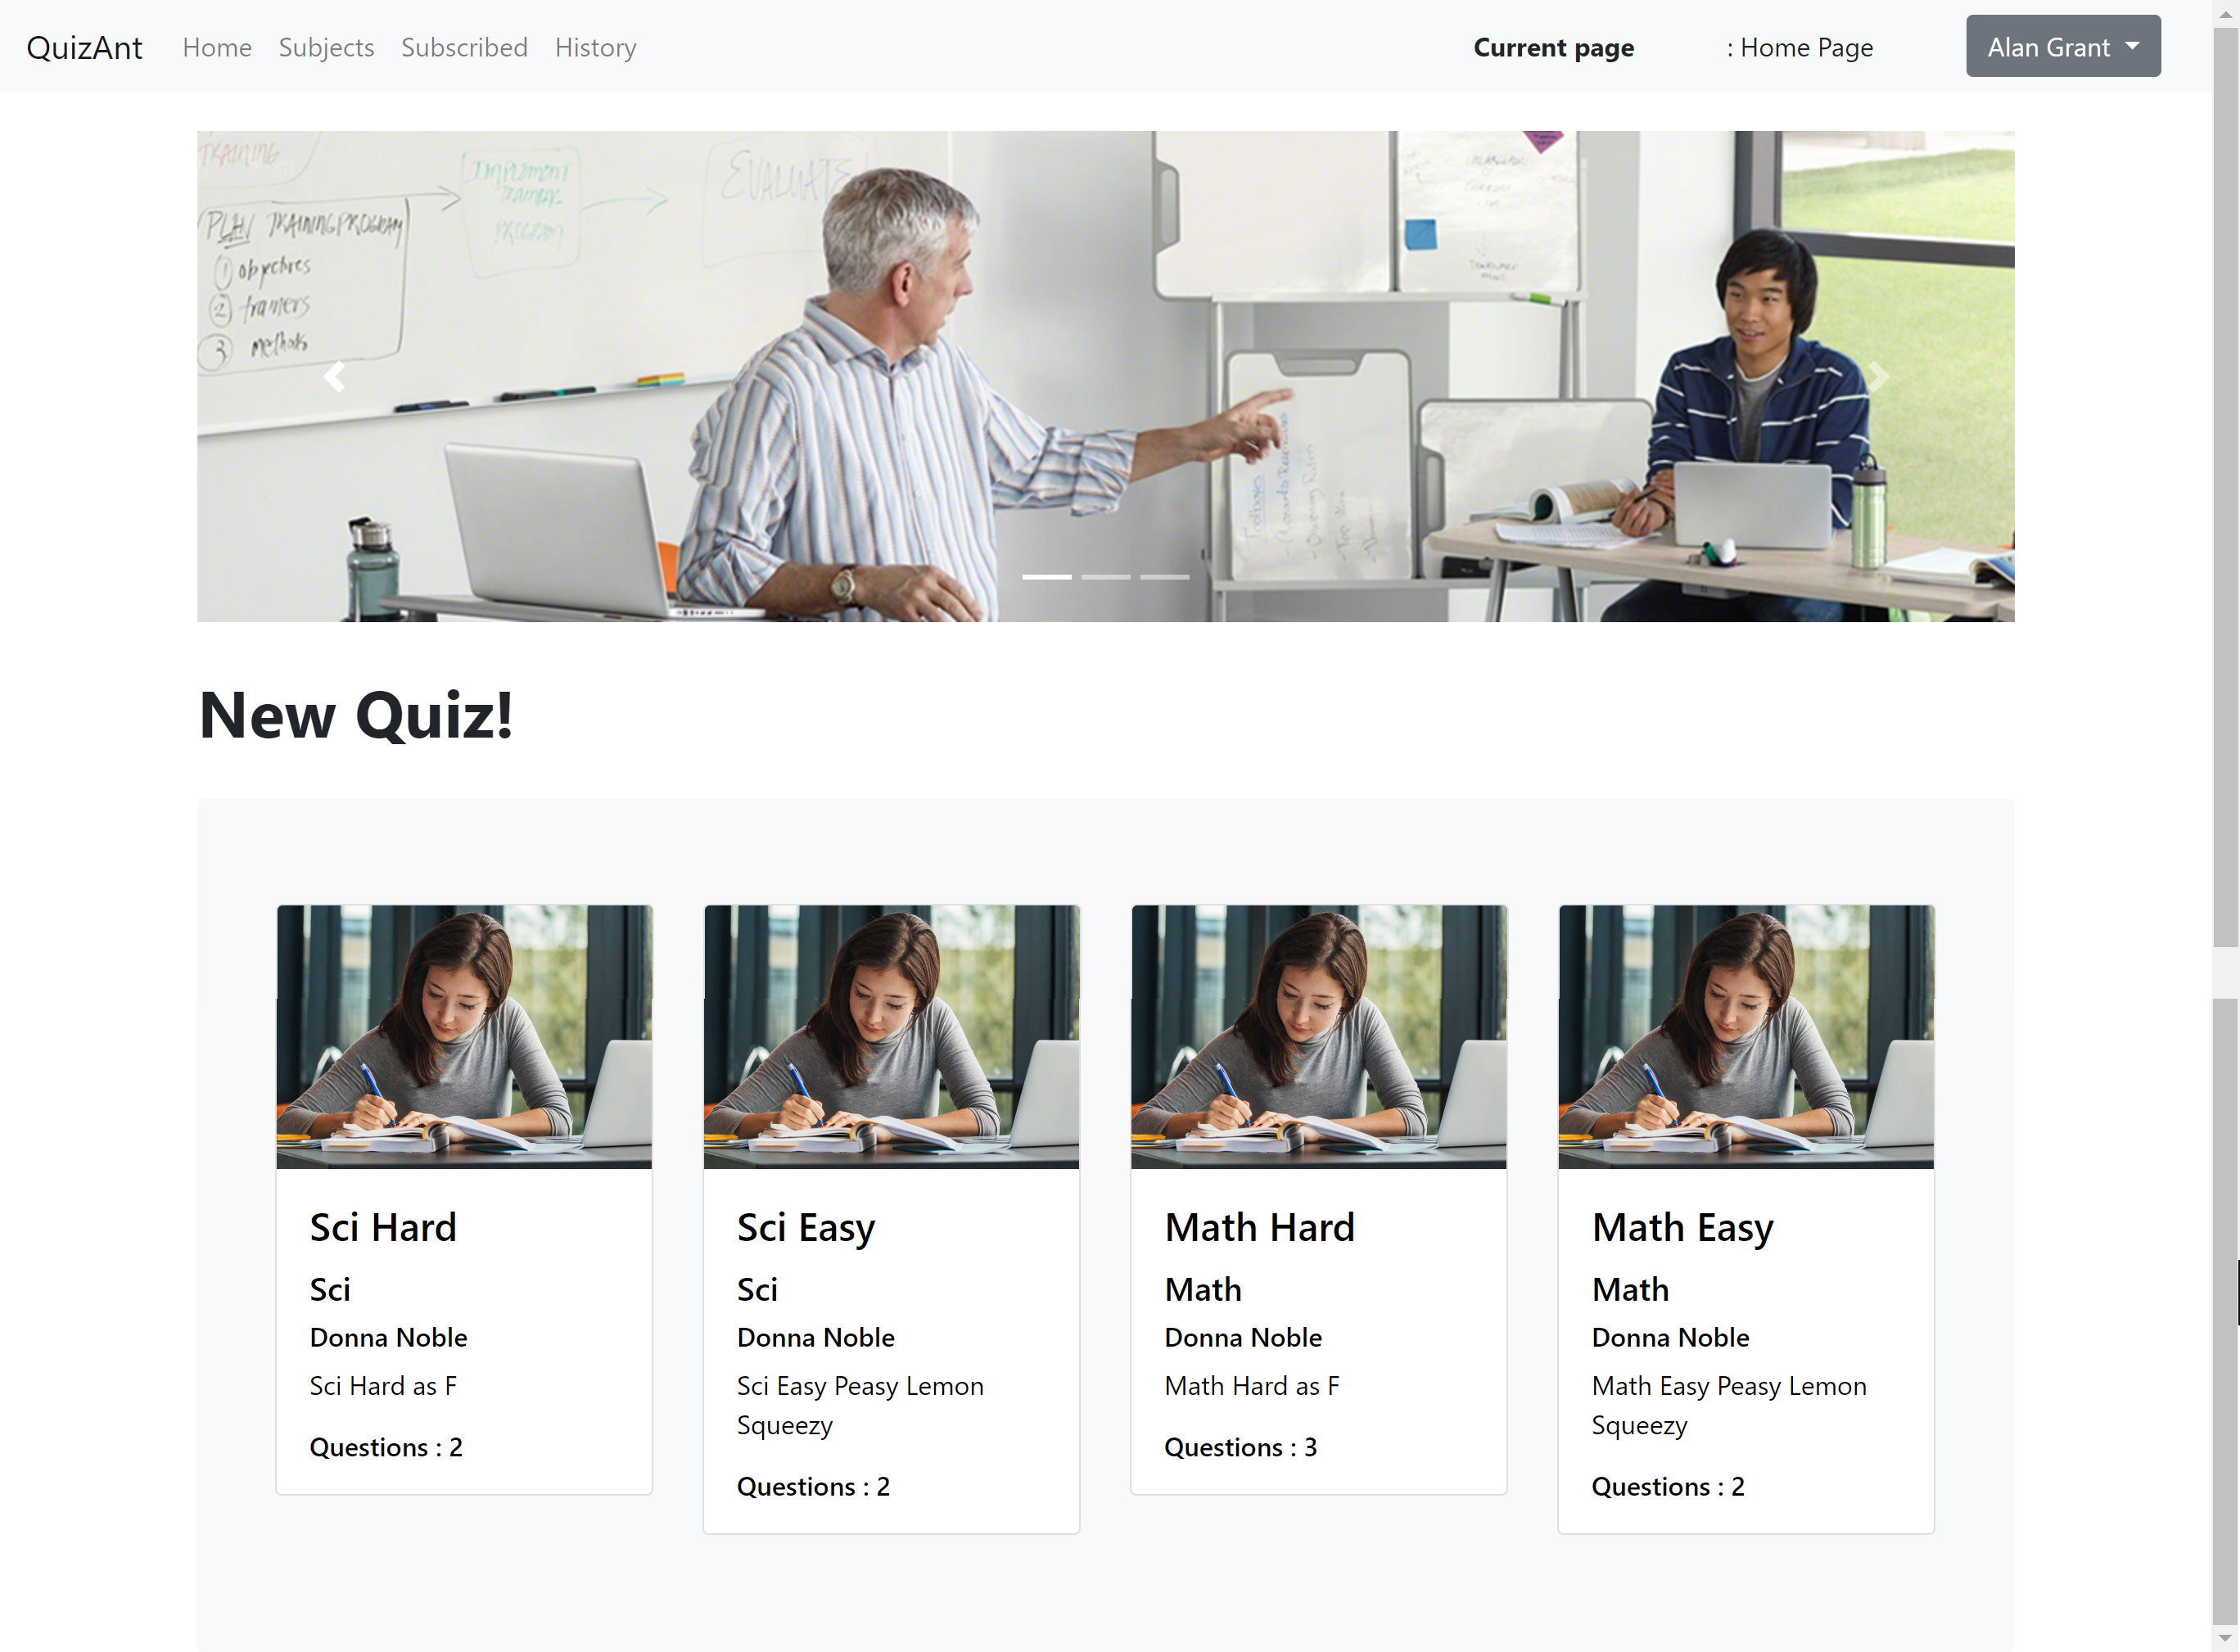 QuizAnt Home Subjects Subscribed History Current page : Home Page Alan Grant
TRAINING
IMPLEMENT
TRAINING
PROGRAM
EVALUATE
PLAN TRAINING PROGRAM
1 objectives
2 trainers
3 methods
New Quiz!
Sci Hard
Sci
Donna Noble
Sci Hard as F
Questions : 2
Sci Easy
Sci
Donna Noble
Sci Easy Peasy Lemon
Squeezy
Questions : 2
Math Hard
Math
Donna Noble
Math Hard as F
Questions : 3
Math Easy
Math
Donna Noble
Math Easy Peasy Lemon
Squeezy
Questions : 2